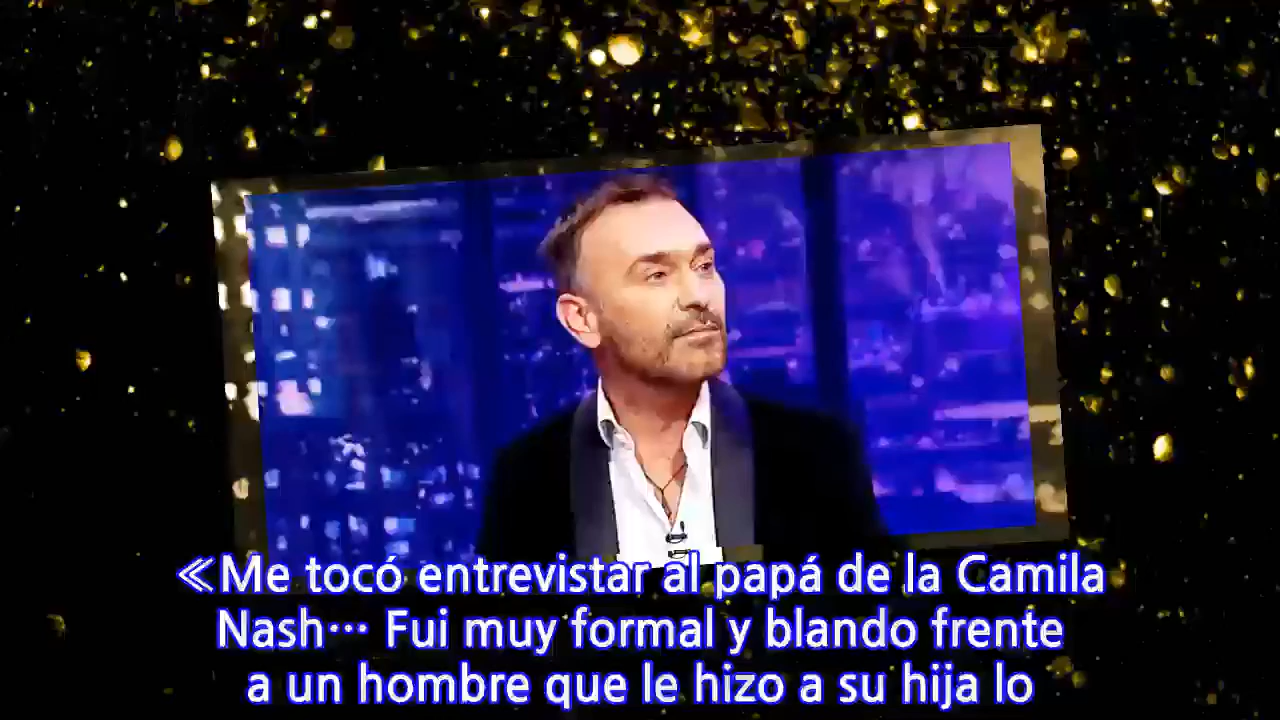 ≪Me tocó entrevistar al papá de la Camila
Nash… Fui muy formal y blando frente
a un hombre que le hizo a su hija lo